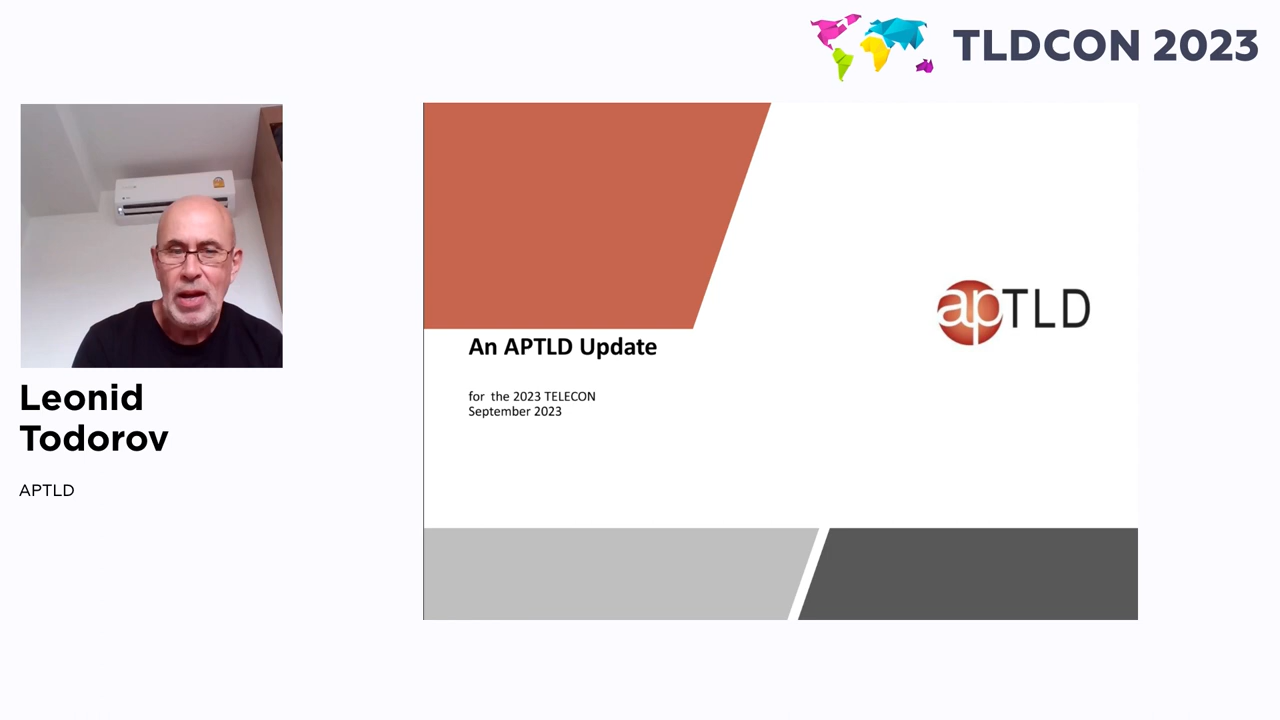 TLDCON 2023
Leonid
Todorov
APTLD
An APTLD Update
for the 2023 TELECON
September 2023
apTLD